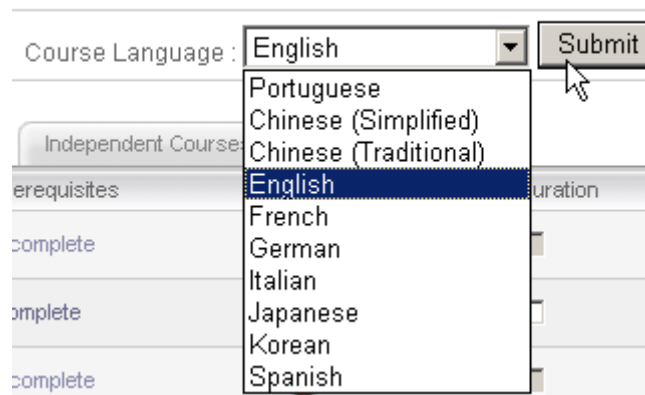 Course Language : English Submit
Portuguese
Chinese (Simplified)
Independent Course Chinese (Traditional)
erequisites English uration
French
complete German
Italian
omplete Japanese
Korean
complete Spanish